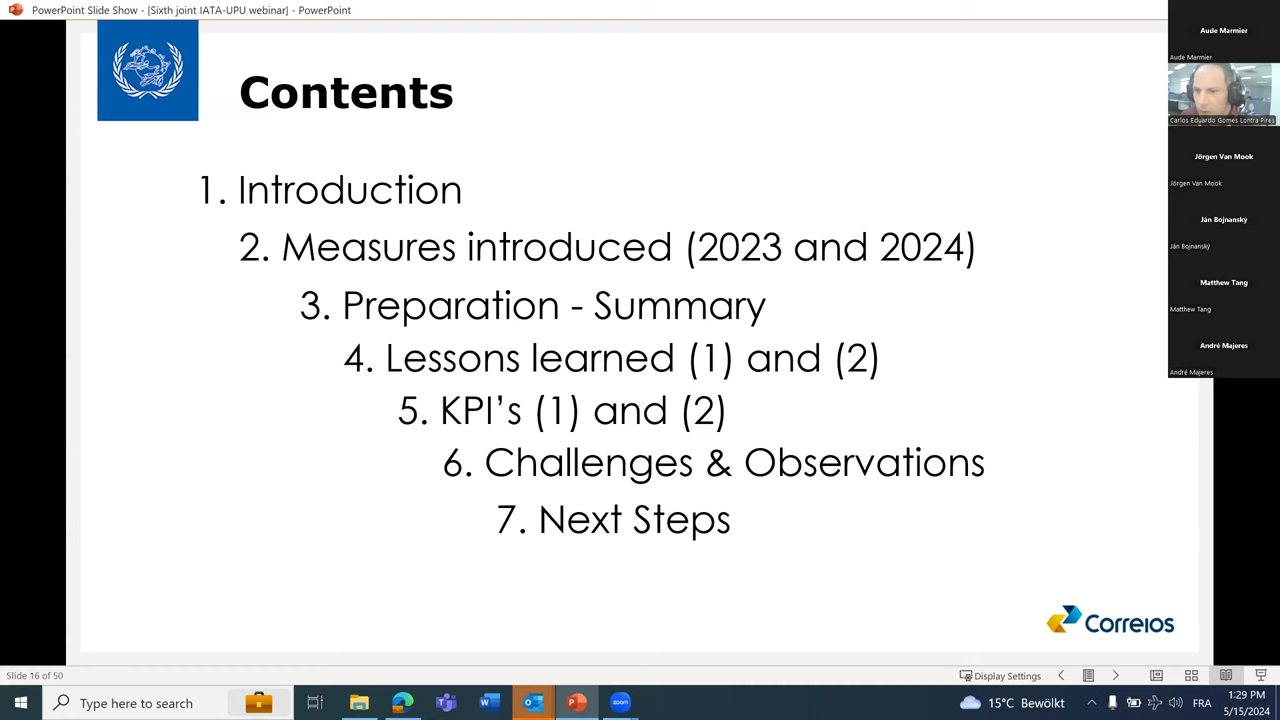 PowerPoint Slide Show - [Sixth joint IATA-UPU webinar] - PowerPoint
Contents
1. Introduction
2. Measures introduced (2023 and 2024)
3. Preparation - Summary
4. Lessons learned (1) and (2)
5. KPI's (1) and (2)
6. Challenges & Observations
7. Next Steps
Correios
Aude Marmier
Aude Marmier
Carlos Eduardo Gomes Lontra Pires
Jörgen Van Mook
Jörgen Van Mook
Ján Bojnanský
Ján Bojnanský
Matthew Tang
Matthew Tang
André Majeres
André Majeres
Slide 16 of 50
Display Settings
Type here to search
zoom
15°C Bewölkt
FRA
1:29 PM
5/15/2024